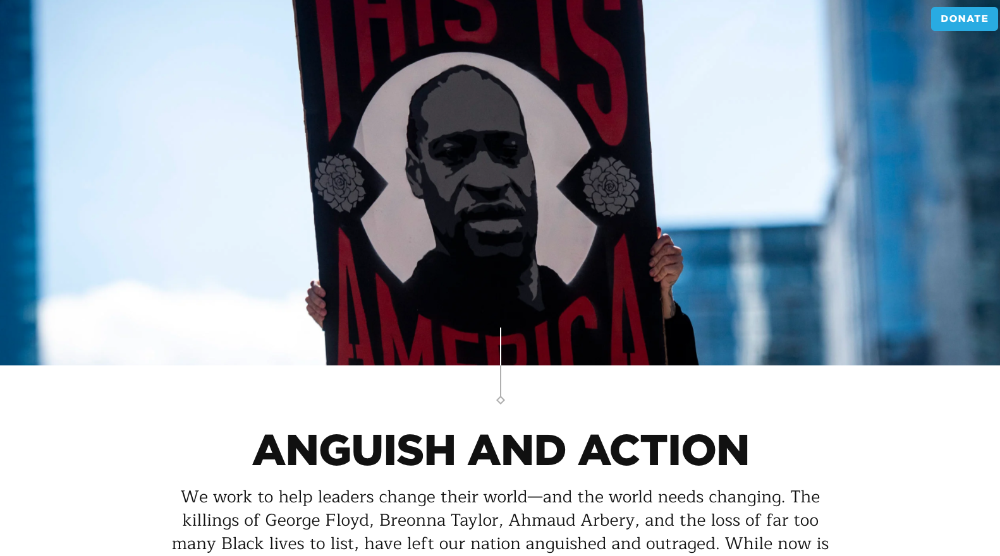 DONATE
THIS IS
AMERICA
ANGUISH AND ACTION
We work to help leaders change their world—and the world needs changing. The
killings of George Floyd, Breonna Taylor, Ahmaud Arbery, and the loss of far too
many Black lives to list, have left our nation anguished and outraged. While now is